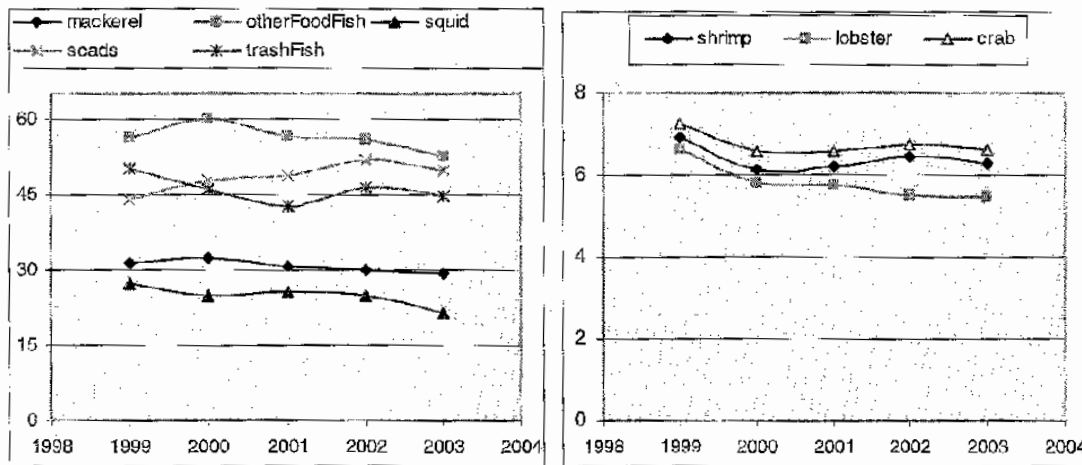 mackerel otherFoodFish squid
scads trashFish
60
45
30
15
0
1998 1999 2000 2001 2002 2003 2004
shrimp lobster crab
8
6
4
2
0
1998 1999 2000 2001 2002 2003 2004